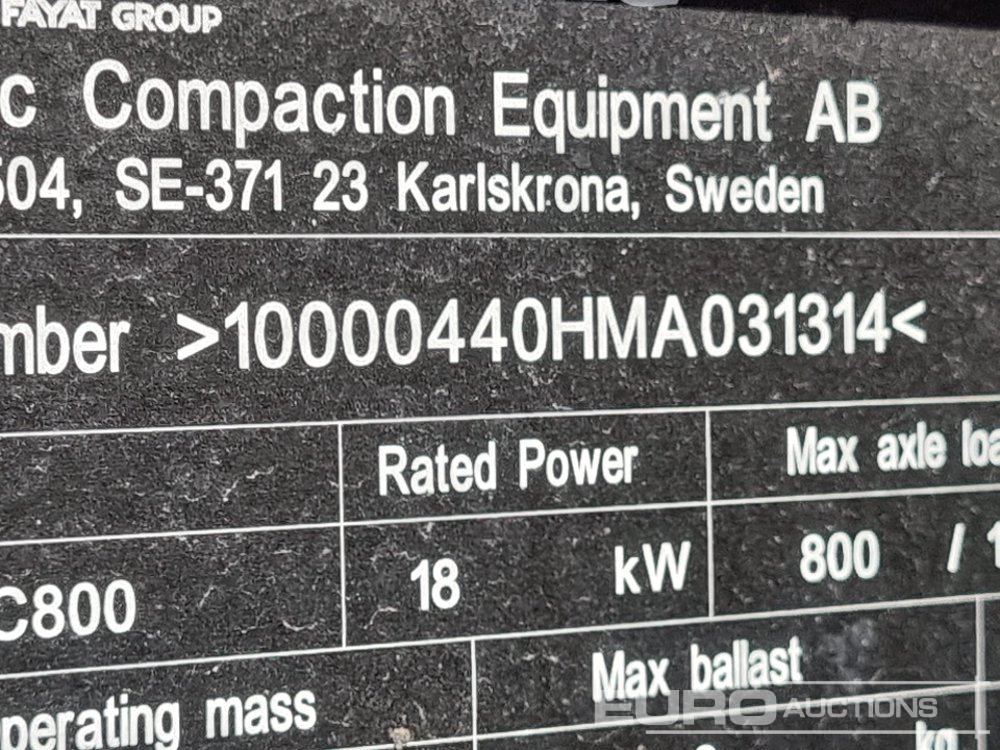 FAYAT GROUP
c Compaction Equipment AB
504, SE-371 23 Karlskrona, Sweden
mber >10000440HMA031314<
Rated Power Max axle loa
C800 18 kW 800 / 1
perating mass Max ballast
kg
EURO AUCTIONS